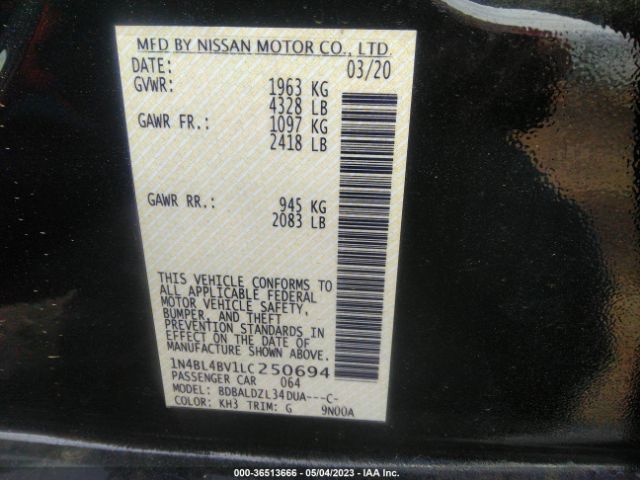 MFD BY NISSAN MOTOR CO., LTD.
DATE: 03/20
GVWR: 1963 KG
4328 LB
GAWR FR.: 1097 KG
2418 LB
GAWR RR.: 945 KG
2083 LB
THIS VEHICLE CONFORMS TO
ALL APPLICABLE FEDERAL
MOTOR VEHICLE SAFETY,
BUMPER, AND THEFT
PREVENTION STANDARDS IN
EFFECT ON THE DATE OF
MANUFACTURE SHOWN ABOVE.
1N4BL4BV1LC250694
PASSENGER CAR 064
MODEL: BDBALDZL34DUA---C-
COLOR: KH3 TRIM: G 9N00A
000-36513666 - 05/04/2023 - IAA Inc.